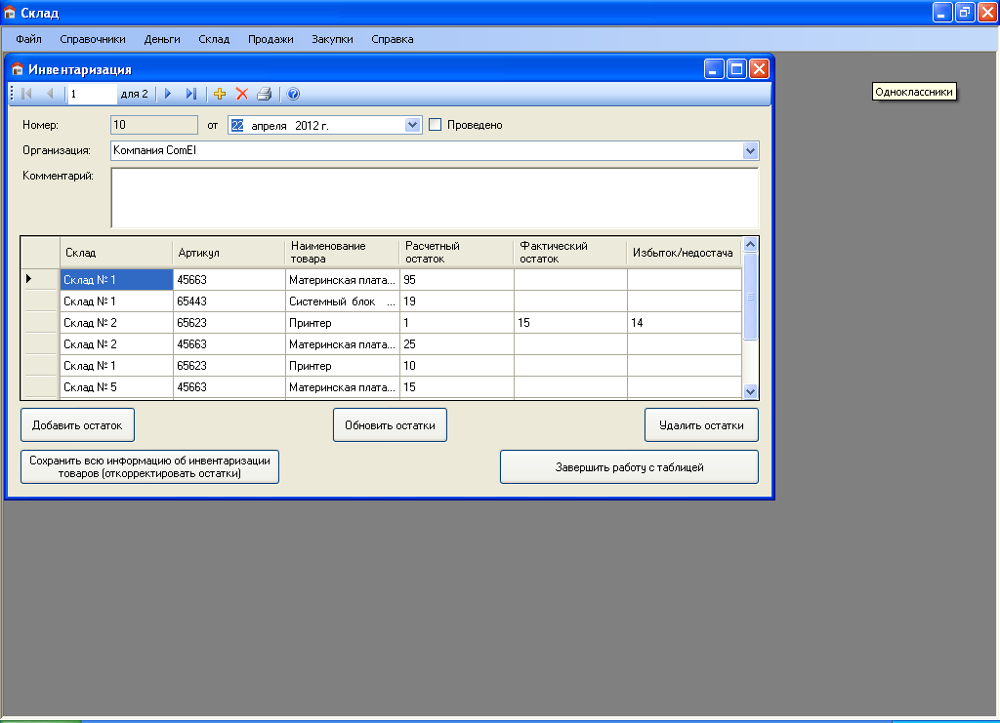 Склад
Файл Справочники Деньги Склад Продажи Закупки Справка
Инвентаризация
1 для 2
Одноклассники
Номер: 10 от 22 апреля 2012 г. Проведено
Организация: Компания ComEl
Комментарий:
Склад Артикул Наименование товара Расчетный остаток Фактический остаток Избыток/недостача
Склад № 1 45663 Материнская плата... 95
Склад № 1 65443 Системный блок ... 19
Склад № 2 65623 Принтер 1 15 14
Склад № 2 45663 Материнская плата... 25
Склад № 1 65623 Принтер 10
Склад № 5 45663 Материнская плата... 15
Добавить остаток Обновить остатки Удалить остатки
Сохранить всю информацию об инвентаризации
товаров (откорректировать остатки)
Завершить работу с таблицей